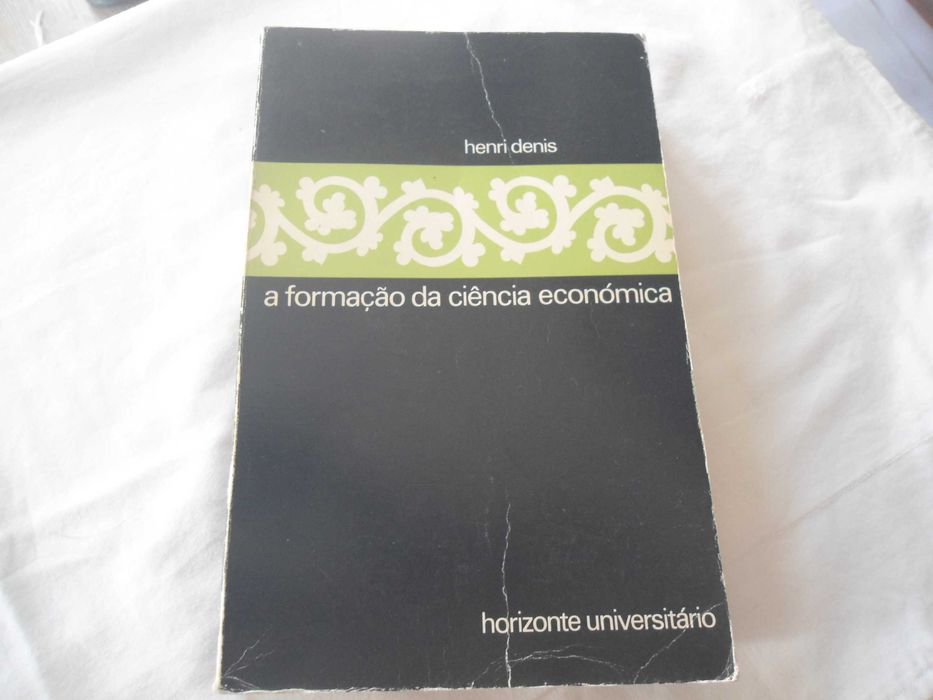 henri denis
a formação da ciência económica
horizonte universitário